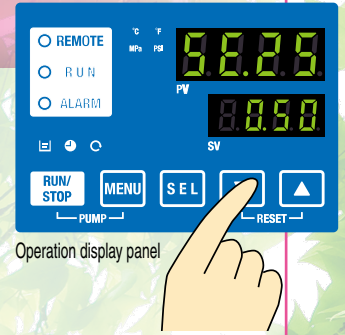 REMOTE
RUN
ALARM
°C °F
MPa PSI
SE.25
PV
0.50
SV
RUN/
STOP
MENU
SEL
▼
▲
PUMP
RESET
Operation display panel